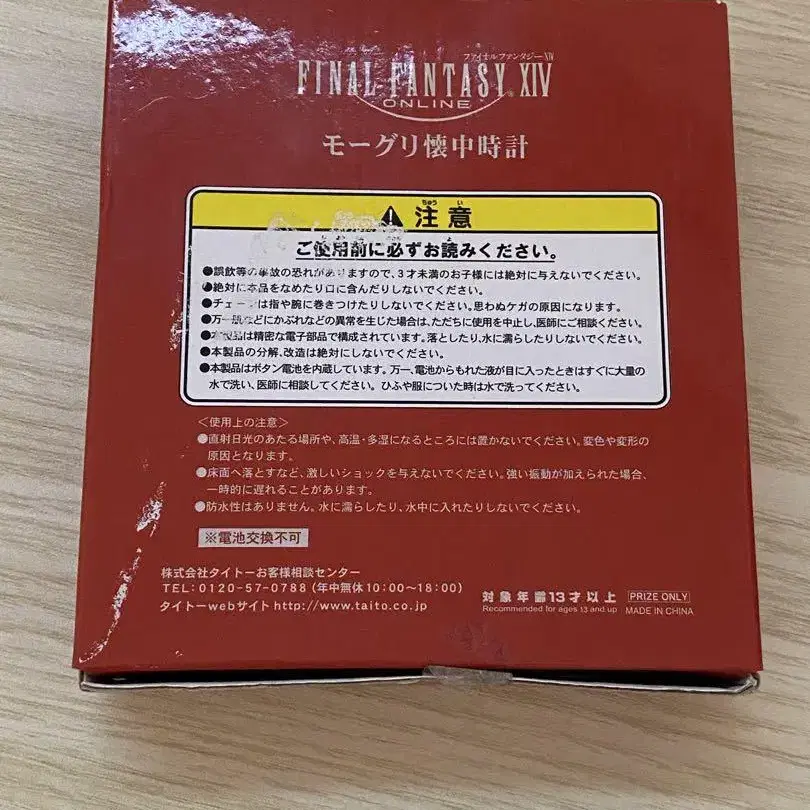 ファイナルファンタジーXIV
FINAL FANTASY XIV
ONLINE
モーグリ懐中時計
ちゅう い
注意
ご使用前に必ずお読みください。
●誤飲等の事故の恐れがありますので、3才未満のお子様には絶対に与えないでください。
●絶対に本品をなめたり口に含んだりしないでください。
●チェーンは指や腕に巻きつけたりしないでください。思わぬケガの原因になります。
●万一肌などにかぶれなどの異常を生じた場合は、ただちに使用を中止し、医師にご相談ください。
●本製品は精密な電子部品で構成されています。落としたり、水に濡らしたりしないでください。
●本製品の分解、改造は絶対にしないでください。
●本製品はボタン電池を内蔵しています。万一、電池からもれた液が目に入ったときはすぐに大量の
水で洗い、医師に相談してください。ひふや服についた時は水で洗ってください。
＜使用上の注意＞
●直射日光のあたる場所や、高温・多湿になるところには置かないでください。変色や変形の
原因となります。
●床面へ落とすなど、激しいショックを与えないでください。強い振動が加えられた場合、
一時的に遅れることがあります。
●防水性はありません。水に濡らしたり、水中に入れたりしないでください。
※電池交換不可
株式会社タイトーお客様相談センター
TEL:0120-57-0788 (年中無休10:00〜18:00)
タイトーwebサイト http://www.taito.co.jp
対象年齢13才以上
Recommended for ages 13 and up
PRIZE ONLY
MADE IN CHINA